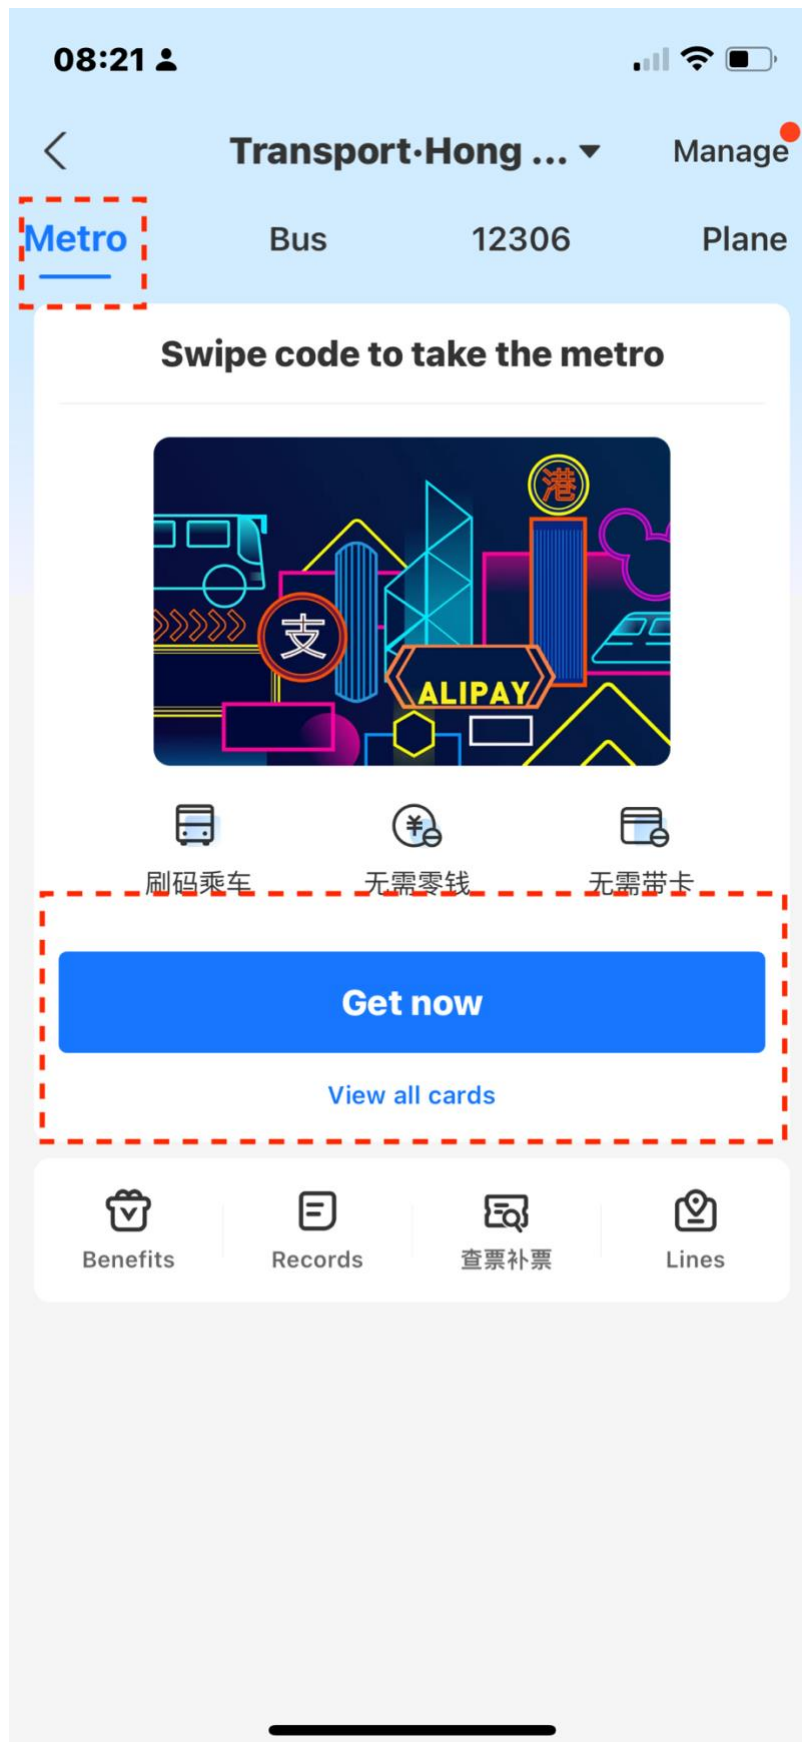 08:21
Transport·Hong ... Manage
Metro Bus 12306 Plane
Swipe code to take the metro
港
支
ALIPAY
刷码乘车 无需零钱 无需带卡
Get now
View all cards
Benefits Records 查票补票 Lines